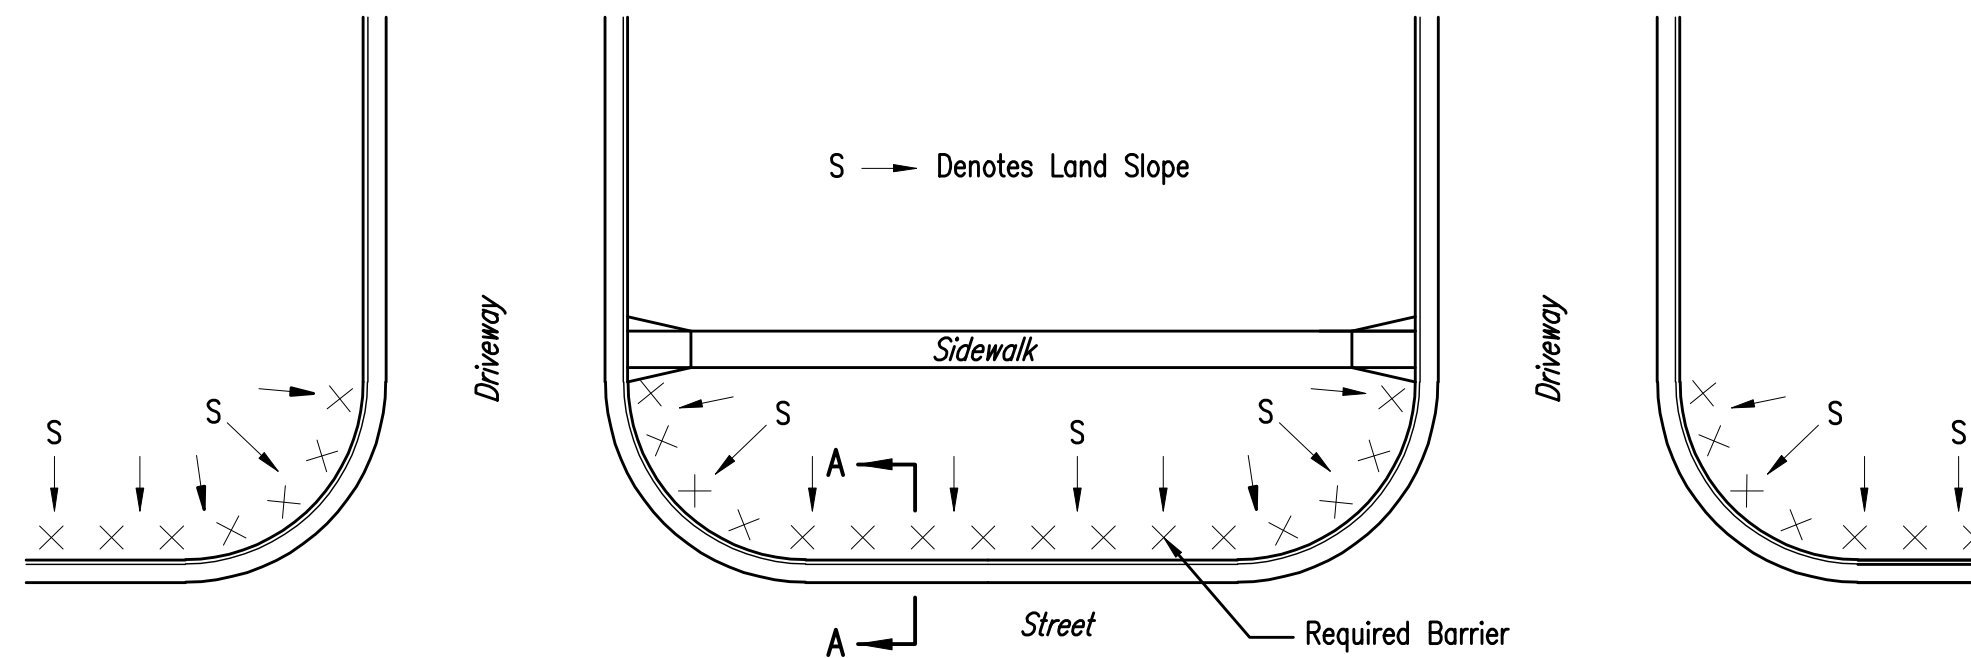 S → Denotes Land Slope
Driveway
Driveway
Sidewalk
S
S
S
S
S
S
S
A
A
Street
Required Barrier